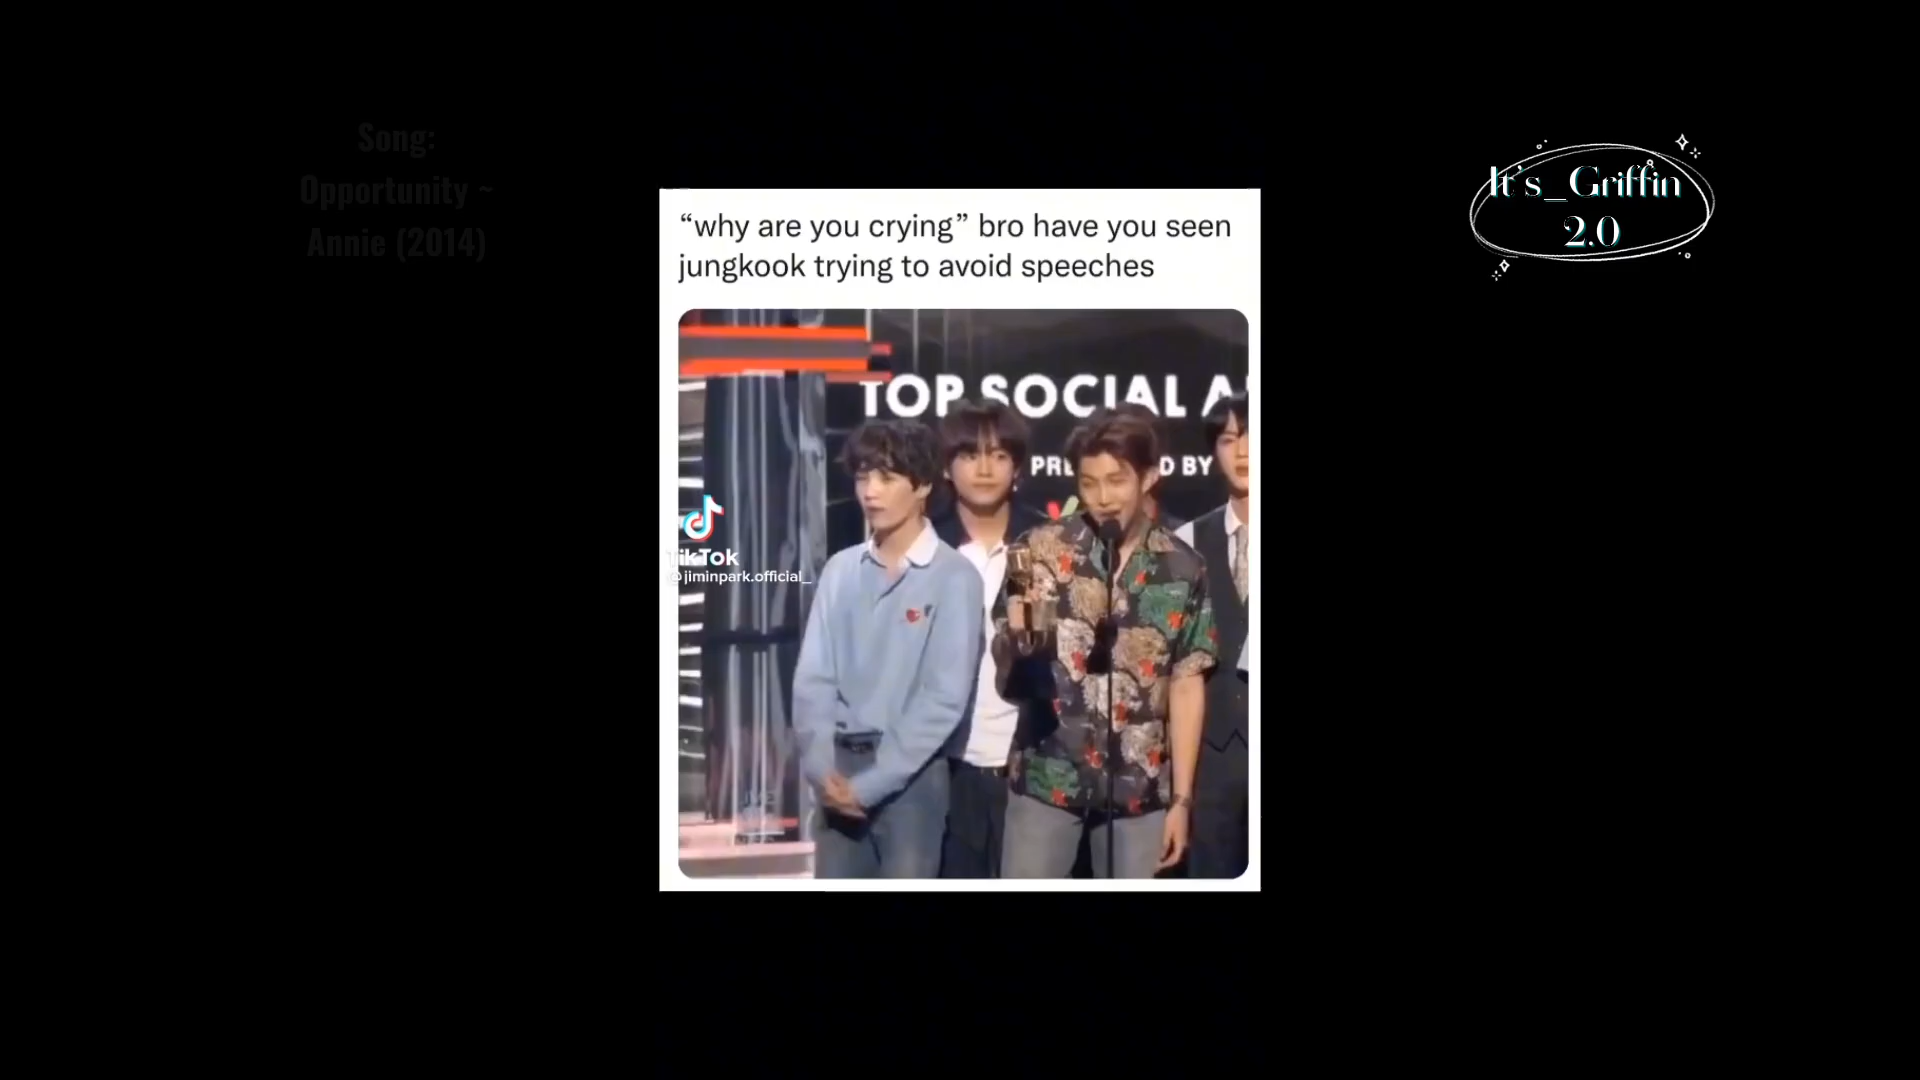 Song:
Opportunity ~
Annie (2014)
It's_Griffin
2.0
“why are you crying” bro have you seen
jungkook trying to avoid speeches
TOP SOCIAL A
D BY
TikTok
@jiminpark.official_